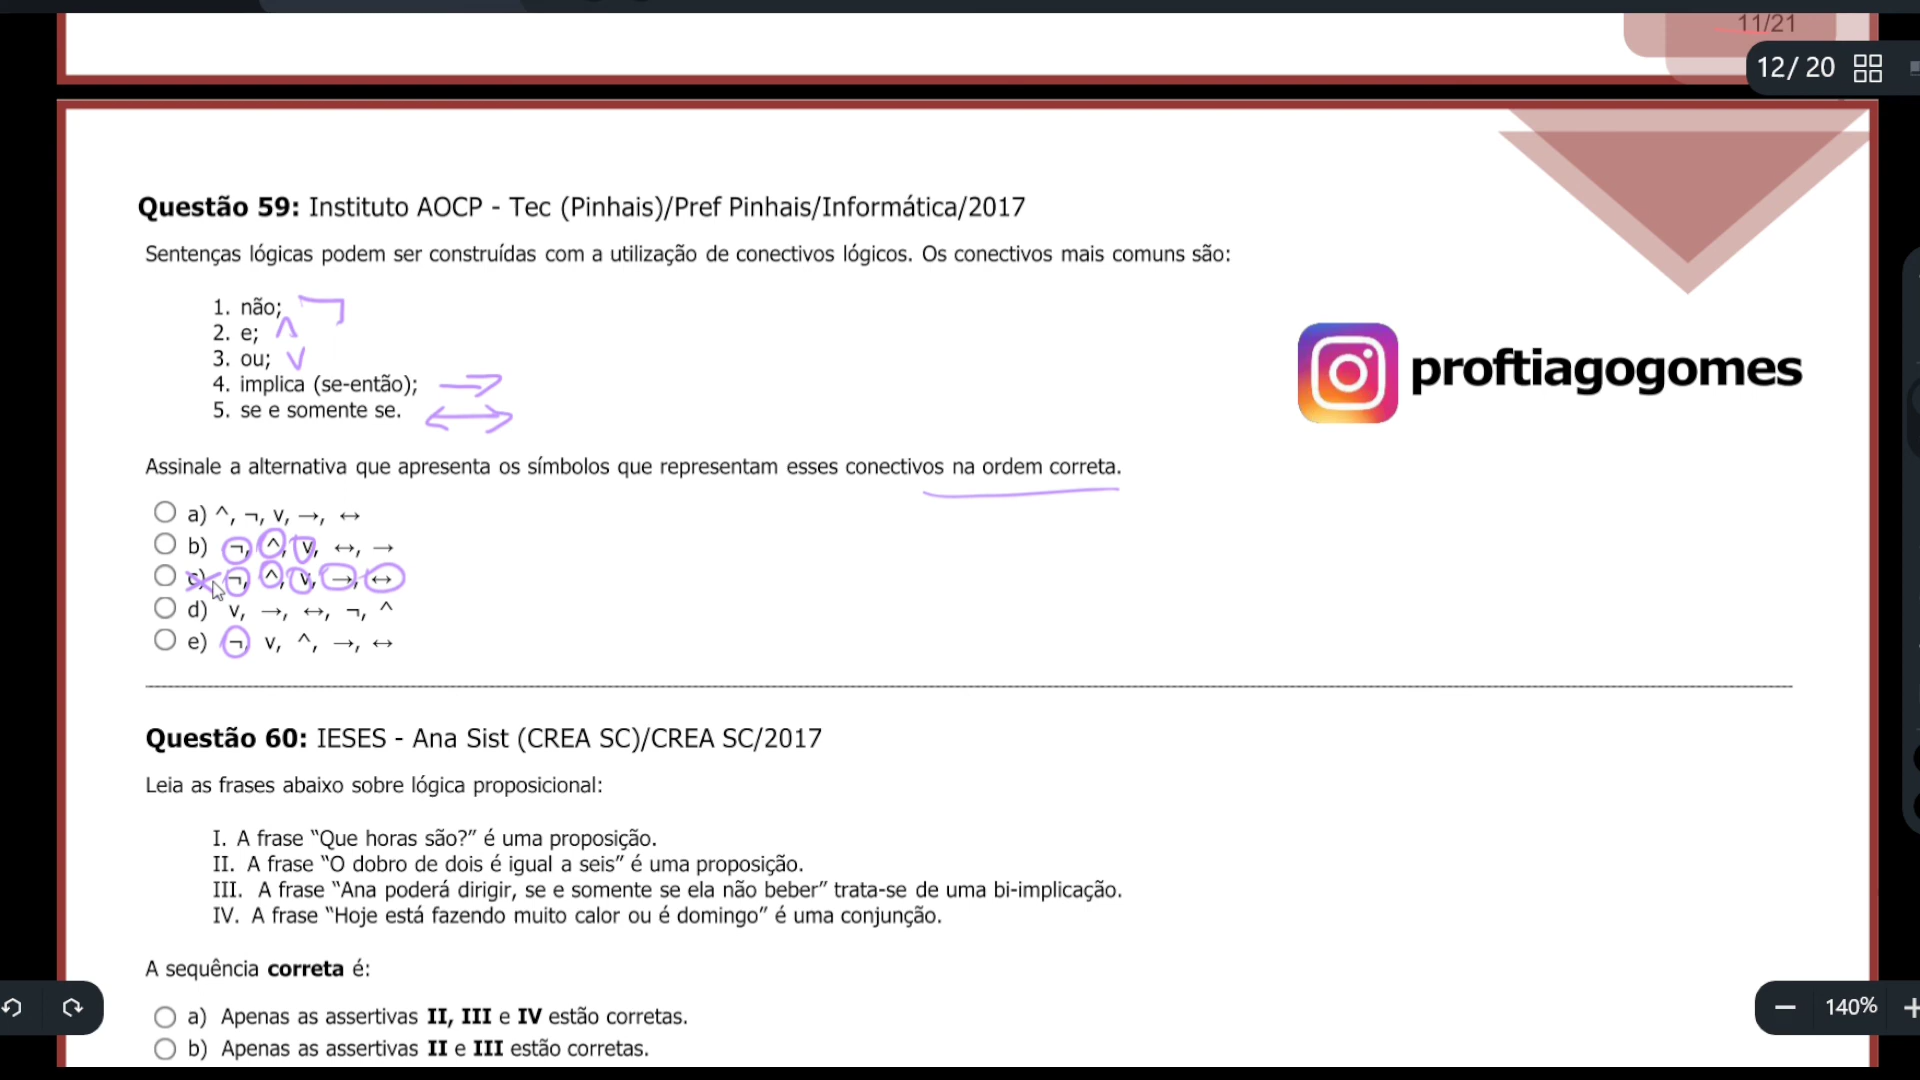 11/21
12/ 20
Questão 59: Instituto AOCP - Tec (Pinhais)/Pref Pinhais/Informática/2017
Sentenças lógicas podem ser construídas com a utilização de conectivos lógicos. Os conectivos mais comuns são:
1. não; ¬
2. e; ^
3. ou; v
4. implica (se-então); →
5. se e somente se. ↔
proftiagogomes
Assinale a alternativa que apresenta os símbolos que representam esses conectivos na ordem correta.
a) ^, ¬, v, →, ↔
b) ¬, ^, v, ↔, →
c) ¬, ^, v, →, ↔
d) v, →, ↔, ¬, ^
e) ¬, v, ^, →, ↔
Questão 60: IESES - Ana Sist (CREA SC)/CREA SC/2017
Leia as frases abaixo sobre lógica proposicional:
I. A frase “Que horas são?” é uma proposição.
II. A frase “O dobro de dois é igual a seis” é uma proposição.
III. A frase “Ana poderá dirigir, se e somente se ela não beber” trata-se de uma bi-implicação.
IV. A frase “Hoje está fazendo muito calor ou é domingo” é uma conjunção.
A sequência correta é:
a) Apenas as assertivas II, III e IV estão corretas.
b) Apenas as assertivas II e III estão corretas.
140%